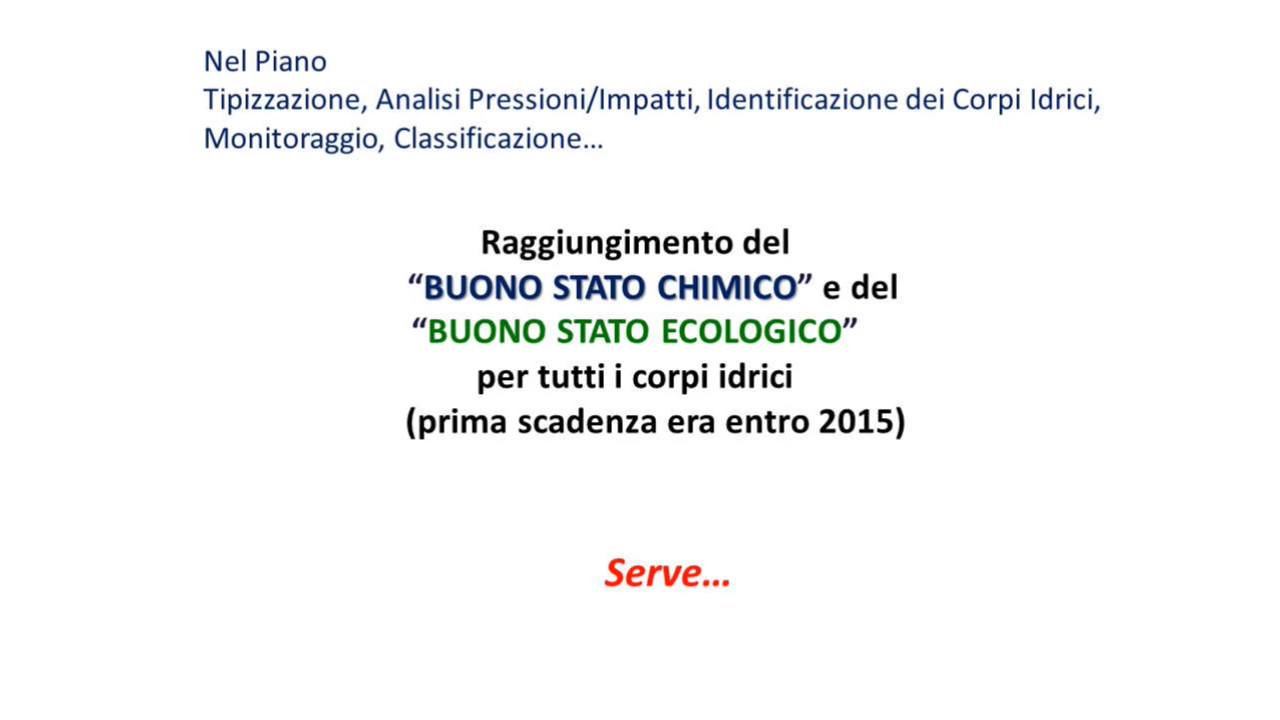 Nel Piano
Tipizzazione, Analisi Pressioni/Impatti, Identificazione dei Corpi Idrici,
Monitoraggio, Classificazione…
Raggiungimento del
“BUONO STATO CHIMICO” e del
“BUONO STATO ECOLOGICO”
per tutti i corpi idrici
(prima scadenza era entro 2015)
Serve…